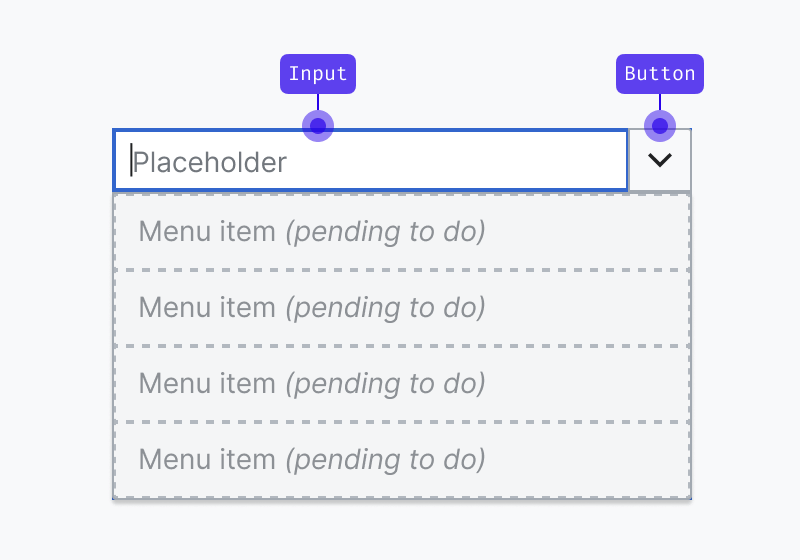 Input
Button
Placeholder
Menu item (pending to do)
Menu item (pending to do)
Menu item (pending to do)
Menu item (pending to do)